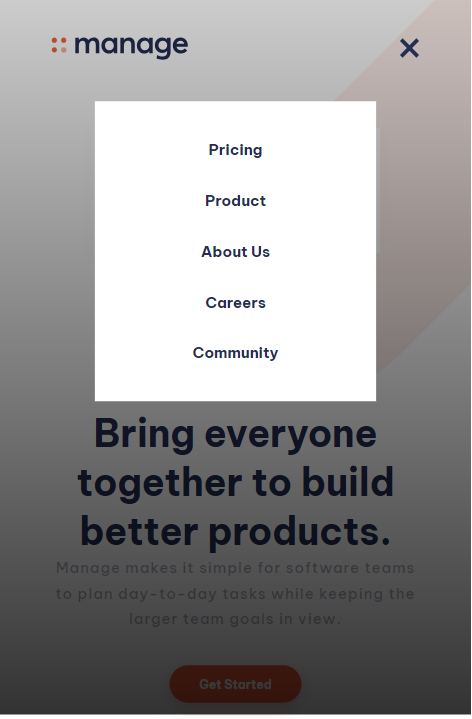 manage
Pricing
Product
About Us
Careers
Community
Bring everyone
together to build
better products.
Manage makes it simple for software teams
to plan day-to-day tasks while keeping the
larger team goals in view.
Get Started